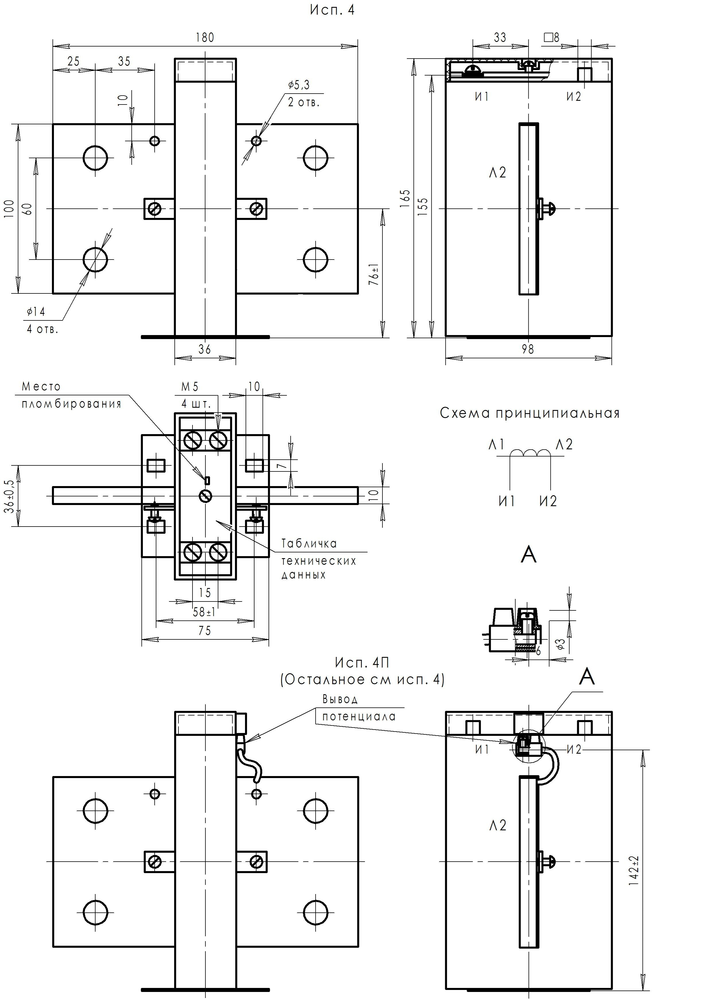 Исп. 4
180
33
□8
25
35
10
⌀5,3
2 отв.
И1
И2
Л2
100
60
165
155
76±1
⌀14
4 отв.
36
98
Место
пломбирования
М5
4 шт.
10
Схема принципиальная
Л1
Л2
7
36±0,5
10
И1
И2
Табличка
технических
данных
А
15
58±1
75
6
⌀3
Исп. 4П
(Остальное см исп. 4)
А
Вывод
потенциала
И1
И2
Л2
142±2